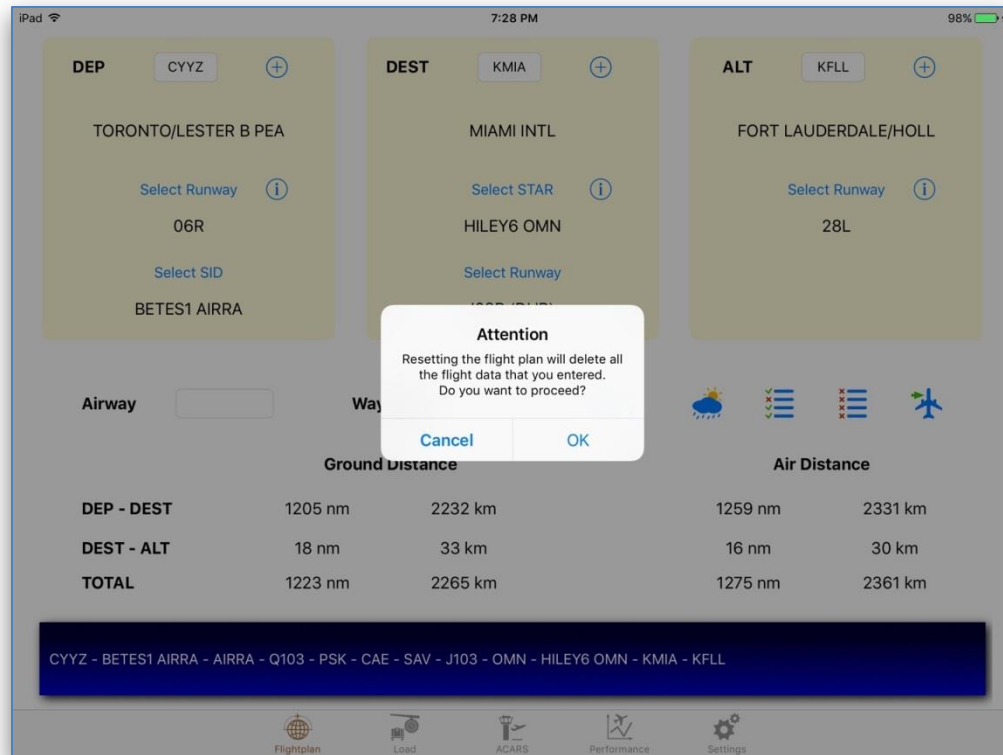 iPad 7:28 PM 98%
DEP CYYZ DEST KMIA ALT KFLL
TORONTO/LESTER B PEA MIAMI INTL FORT LAUDERDALE/HOLL
Select Runway Select STAR Select Runway
06R HILEY6 OMN 28L
Select SID Select Runway
BETES1 AIRRA
Attention
Resetting the flight plan will delete all
the flight data that you entered.
Do you want to proceed?
Cancel OK
Airway
Ground Distance Air Distance
DEP - DEST 1205 nm 2232 km 1259 nm 2331 km
DEST - ALT 18 nm 33 km 16 nm 30 km
TOTAL 1223 nm 2265 km 1275 nm 2361 km
CYYZ - BETES1 AIRRA - AIRRA - Q103 - PSK - CAE - SAV - J103 - OMN - HILEY6 OMN - KMIA - KFLL
Flightplan Load ACARS Performance Settings